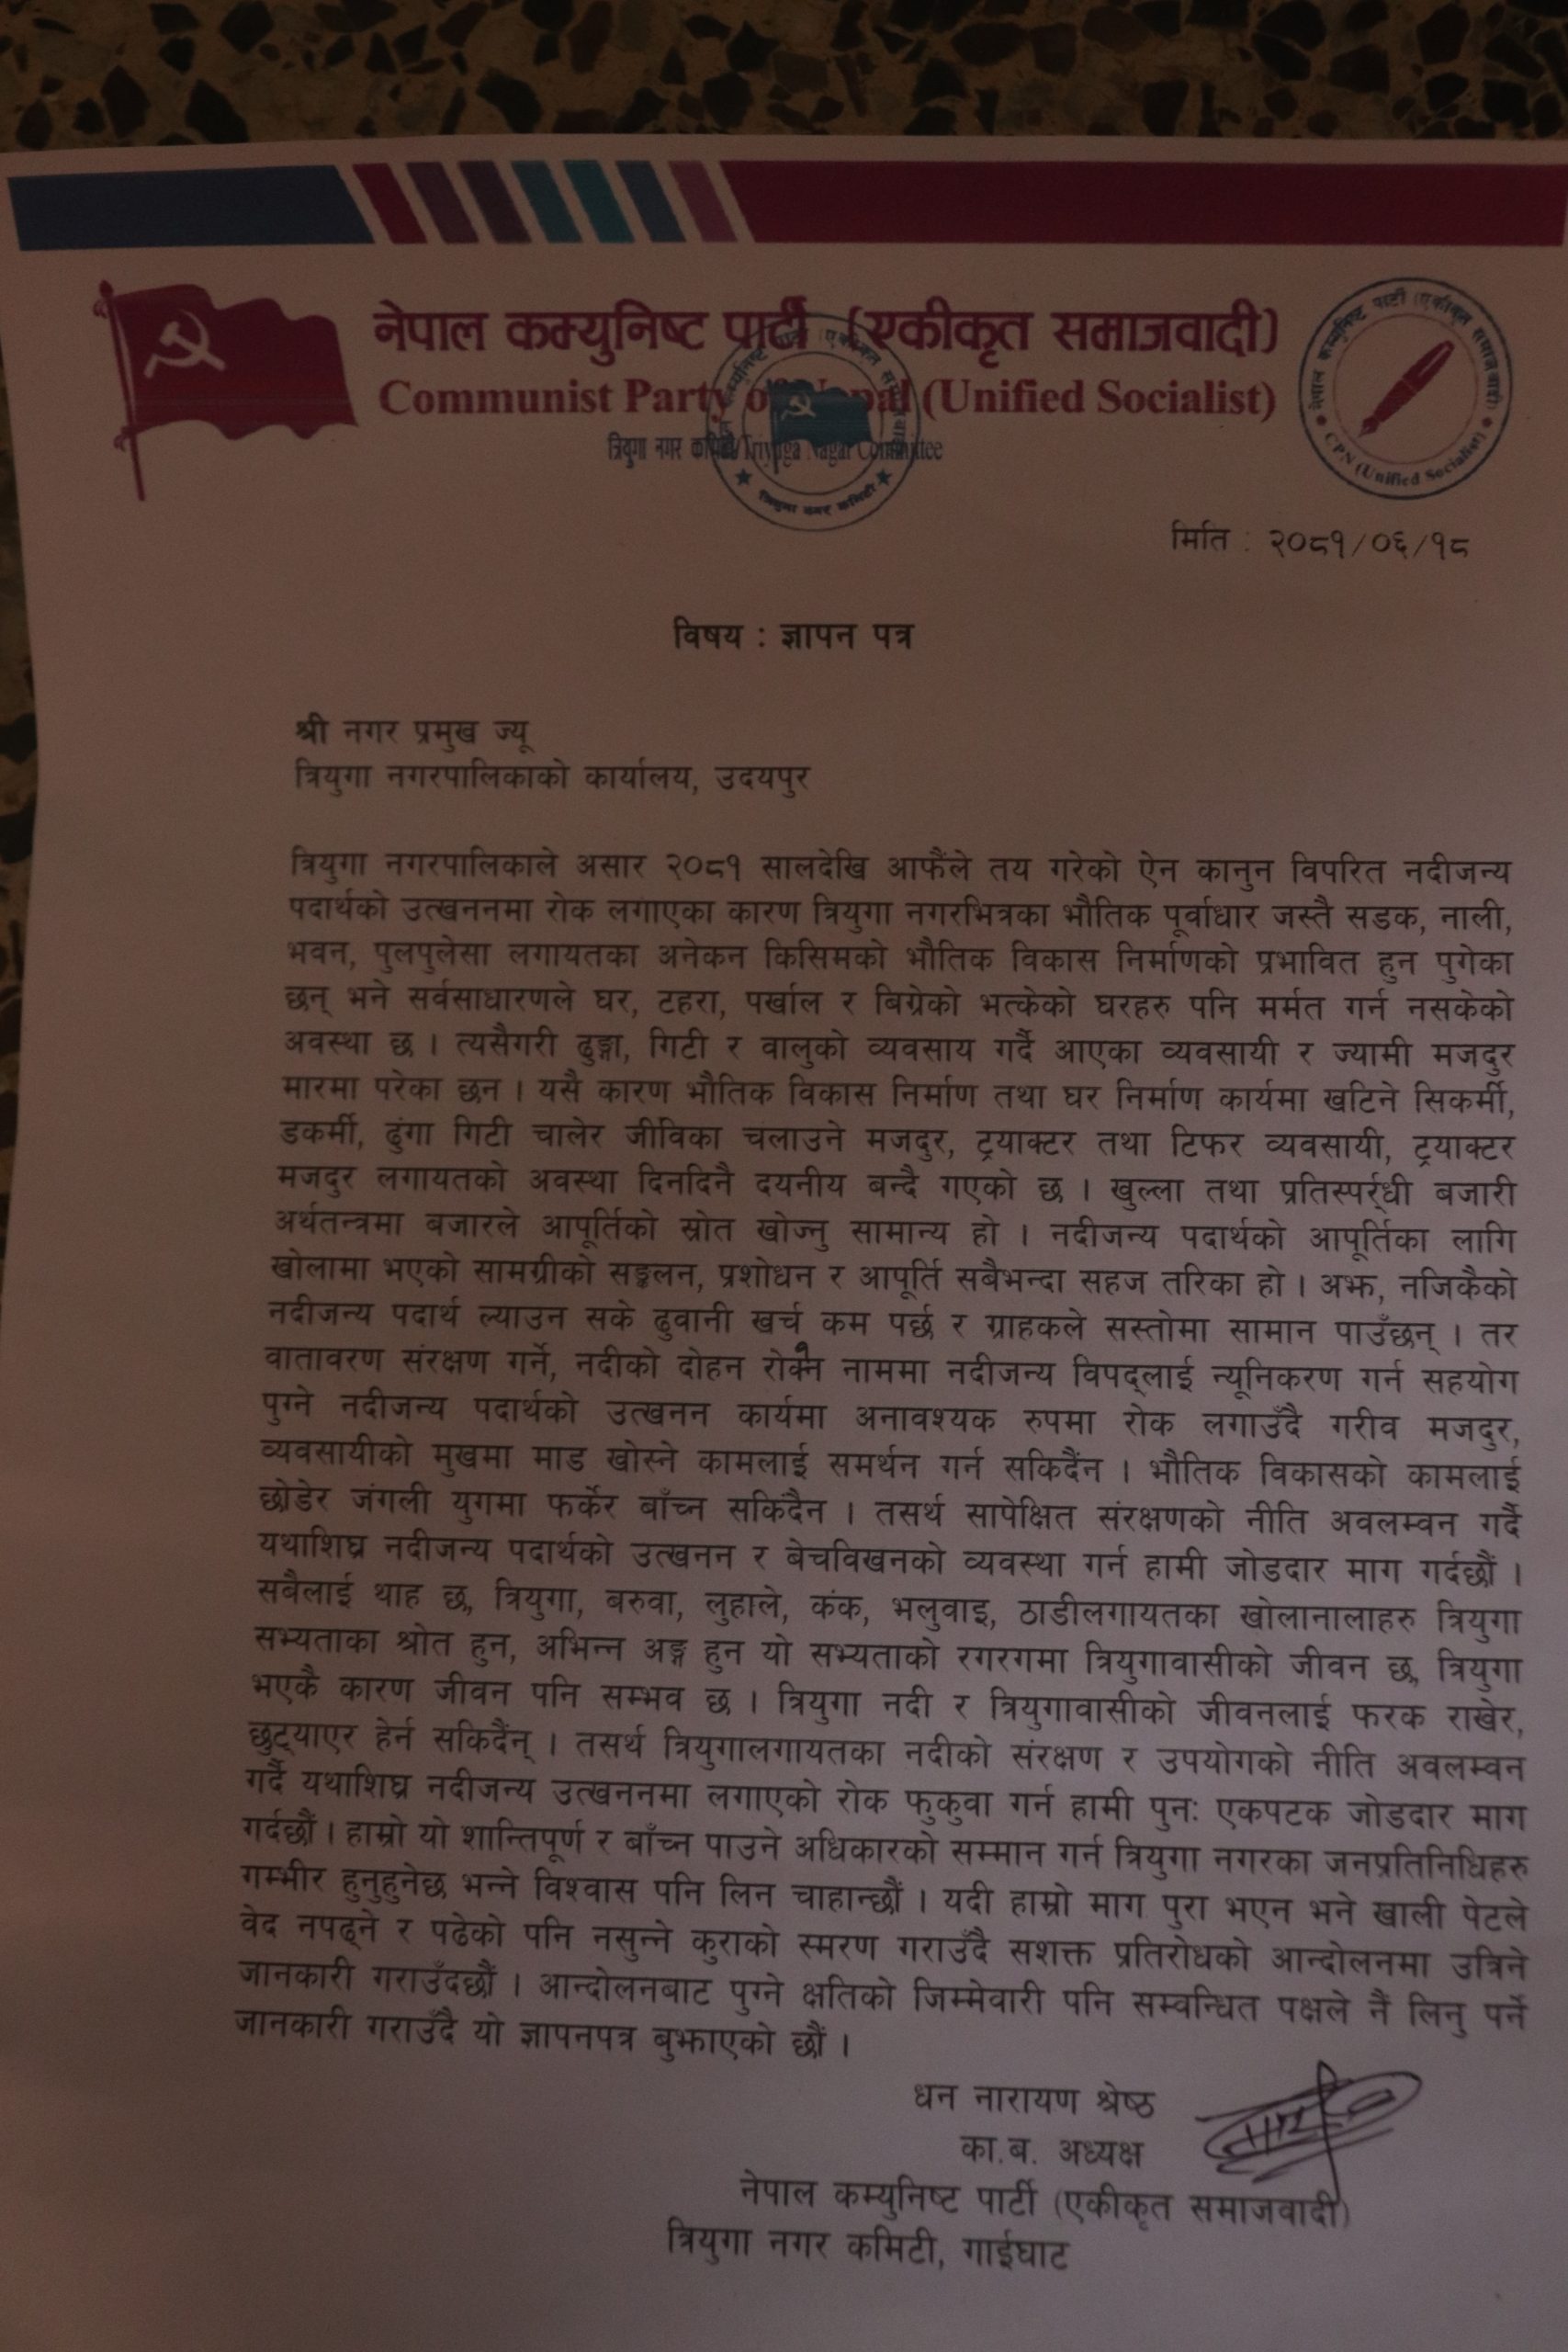 नेपाल कम्युनिष्ट पार्टी (एकीकृत समाजवादी)
Communist Party of Nepal (Unified Socialist)
त्रियुगा नगर कमिटी/Triyuga Nagar Committee
नेपाल कम्युनिष्ट पार्टी (एकीकृत समाजवादी)
CPN (Unified Socialist)
त्रियुगा नगर कमिटी
मिति : २०८१/०६/१८
विषय : ज्ञापन पत्र
श्री नगर प्रमुख ज्यू
त्रियुगा नगरपालिकाको कार्यालय, उदयपुर
त्रियुगा नगरपालिकाले असार २०८१ सालदेखि आफैंले तय गरेको ऐन कानुन विपरित नदीजन्य
पदार्थको उत्खननमा रोक लगाएका कारण त्रियुगा नगरभित्रका भौतिक पूर्वाधार जस्तै सडक, नाली,
भवन, पुलपुलेसा लगायतका अनेकन किसिमको भौतिक विकास निर्माणको प्रभावित हुन पुगेका
छन् भने सर्वसाधारणले घर, टहरा, पर्खाल र बिग्रेको भत्केको घरहरु पनि मर्मत गर्न नसकेको
अवस्था छ । त्यसैगरी ढुङ्गा, गिटी र वालुको व्यवसाय गर्दै आएका व्यवसायी र ज्यामी मजदुर
मारमा परेका छन । यसै कारण भौतिक विकास निर्माण तथा घर निर्माण कार्यमा खटिने सिकर्मी,
डकर्मी, ढुंगा गिटी चालेर जीविका चलाउने मजदुर, ट्रयाक्टर तथा टिफर व्यवसायी, ट्रयाक्टर
मजदुर लगायतको अवस्था दिनदिनै दयनीय बन्दै गएको छ । खुल्ला तथा प्रतिस्पर्र्धी बजारी
अर्थतन्त्रमा बजारले आपूर्तिको स्रोत खोज्नु सामान्य हो । नदीजन्य पदार्थको आपूर्तिका लागि
खोलामा भएको सामग्रीको सङ्कलन, प्रशोधन र आपूर्ति सबैभन्दा सहज तरिका हो । अझ, नजिकैको
नदीजन्य पदार्थ ल्याउन सके ढुवानी खर्च कम पर्छ र ग्राहकले सस्तोमा सामान पाउँछन् । तर
वातावरण संरक्षण गर्ने, नदीको दोहन रोक्ने नाममा नदीजन्य विपद्लाई न्यूनिकरण गर्न सहयोग
पुग्ने नदीजन्य पदार्थको उत्खनन कार्यमा अनावश्यक रुपमा रोक लगाउँदै गरीव मजदुर,
व्यवसायीको मुखमा माड खोस्ने कामलाई समर्थन गर्न सकिदैंन । भौतिक विकासको कामलाई
छोडेर जंगली युगमा फर्केर बाँच्न सकिंदैन । तसर्थ सापेक्षित संरक्षणको नीति अवलम्वन गर्दै
यथाशिघ्र नदीजन्य पदार्थको उत्खनन र बेचविखनको व्यवस्था गर्न हामी जोडदार माग गर्दछौं ।
सबैलाई थाह छ, त्रियुगा, बरुवा, लुहाले, कंक, भलुवाइ, ठाडीलगायतका खोलानालाहरु त्रियुगा
सभ्यताका श्रोत हुन, अभिन्न अङ्ग हुन यो सभ्यताको रगरगमा त्रियुगावासीको जीवन छ, त्रियुगा
भएकै कारण जीवन पनि सम्भव छ । त्रियुगा नदी र त्रियुगावासीको जीवनलाई फरक राखेर,
छुट्याएर हेर्न सकिदैंन् । तसर्थ त्रियुगालगायतका नदीको संरक्षण र उपयोगको नीति अवलम्वन
गर्दै यथाशिघ्र नदीजन्य उत्खननमा लगाएको रोक फुकुवा गर्न हामी पुनः एकपटक जोडदार माग
गर्दछौं । हाम्रो यो शान्तिपूर्ण र बाँच्न पाउने अधिकारको सम्मान गर्न त्रियुगा नगरका जनप्रतिनिधिहरु
गम्भीर हुनुहुनेछ भन्ने विश्वास पनि लिन चाहान्छौं । यदी हाम्रो माग पुरा भएन भने खाली पेटले
वेद नपढ्ने र पढेको पनि नसुन्ने कुराको स्मरण गराउँदै सशक्त प्रतिरोधको आन्दोलनमा उत्रिने
जानकारी गराउँदछौं । आन्दोलनबाट पुग्ने क्षतिको जिम्मेवारी पनि सम्वन्धित पक्षले नैं लिनु पर्ने
जानकारी गराउँदै यो ज्ञापनपत्र बुझाएको छौं ।
धन नारायण श्रेष्ठ
का.ब. अध्यक्ष
नेपाल कम्युनिष्ट पार्टी (एकीकृत समाजवादी)
त्रियुगा नगर कमिटी, गाईघाट